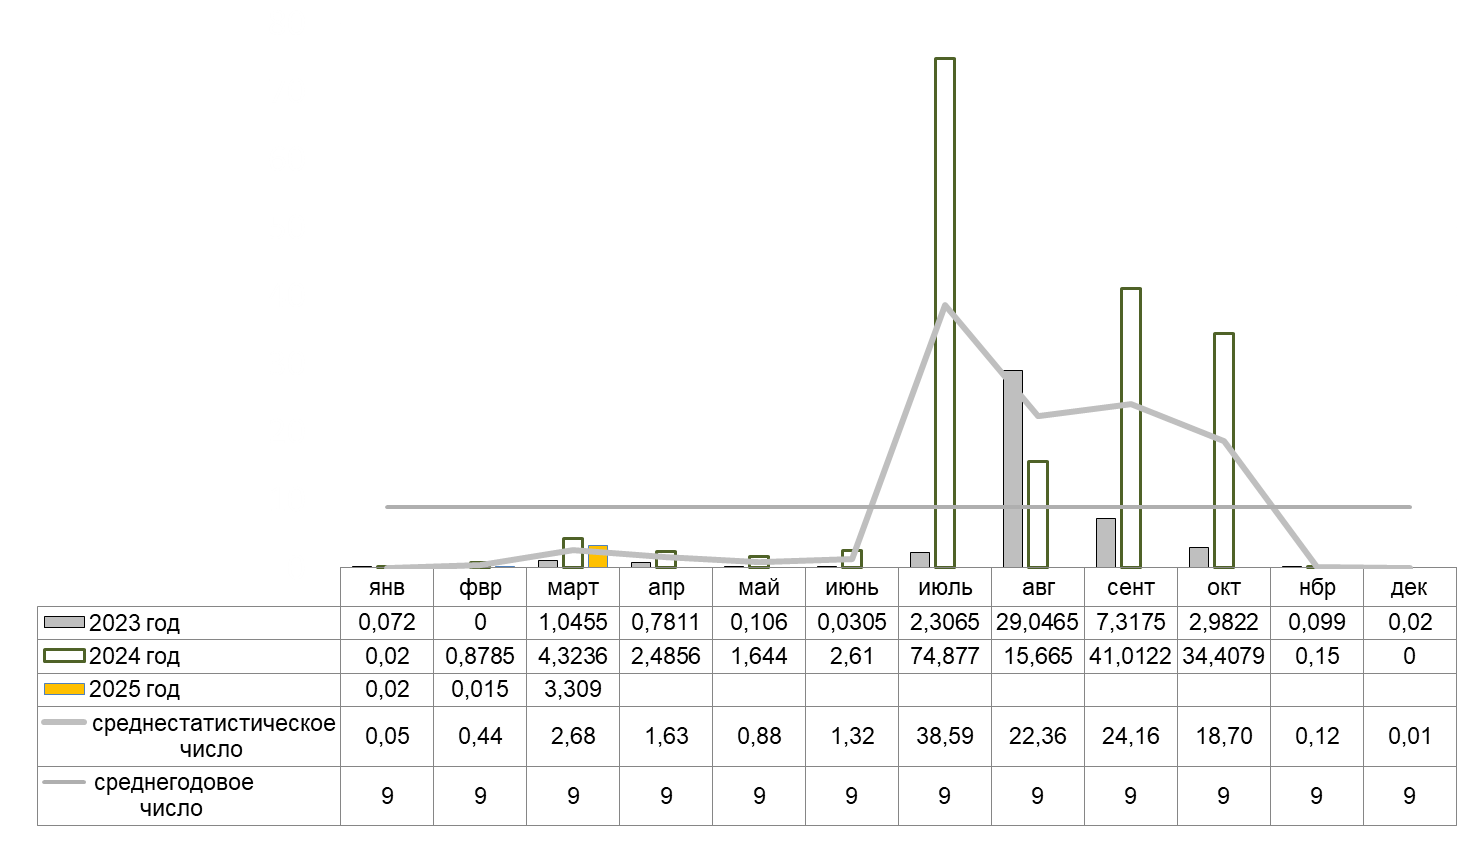 янв фвр март апр май июнь июль авг сент окт нбр дек
2023 год 0,072 0 1,0455 0,7811 0,106 0,0305 2,3065 29,0465 7,3175 2,9822 0,099 0,02
2024 год 0,02 0,8785 4,3236 2,4856 1,644 2,61 74,877 15,665 41,0122 34,4079 0,15 0
2025 год 0,02 0,015 3,309
среднестатистическое
число 0,05 0,44 2,68 1,63 0,88 1,32 38,59 22,36 24,16 18,70 0,12 0,01
среднегодовое
число 9 9 9 9 9 9 9 9 9 9 9 9